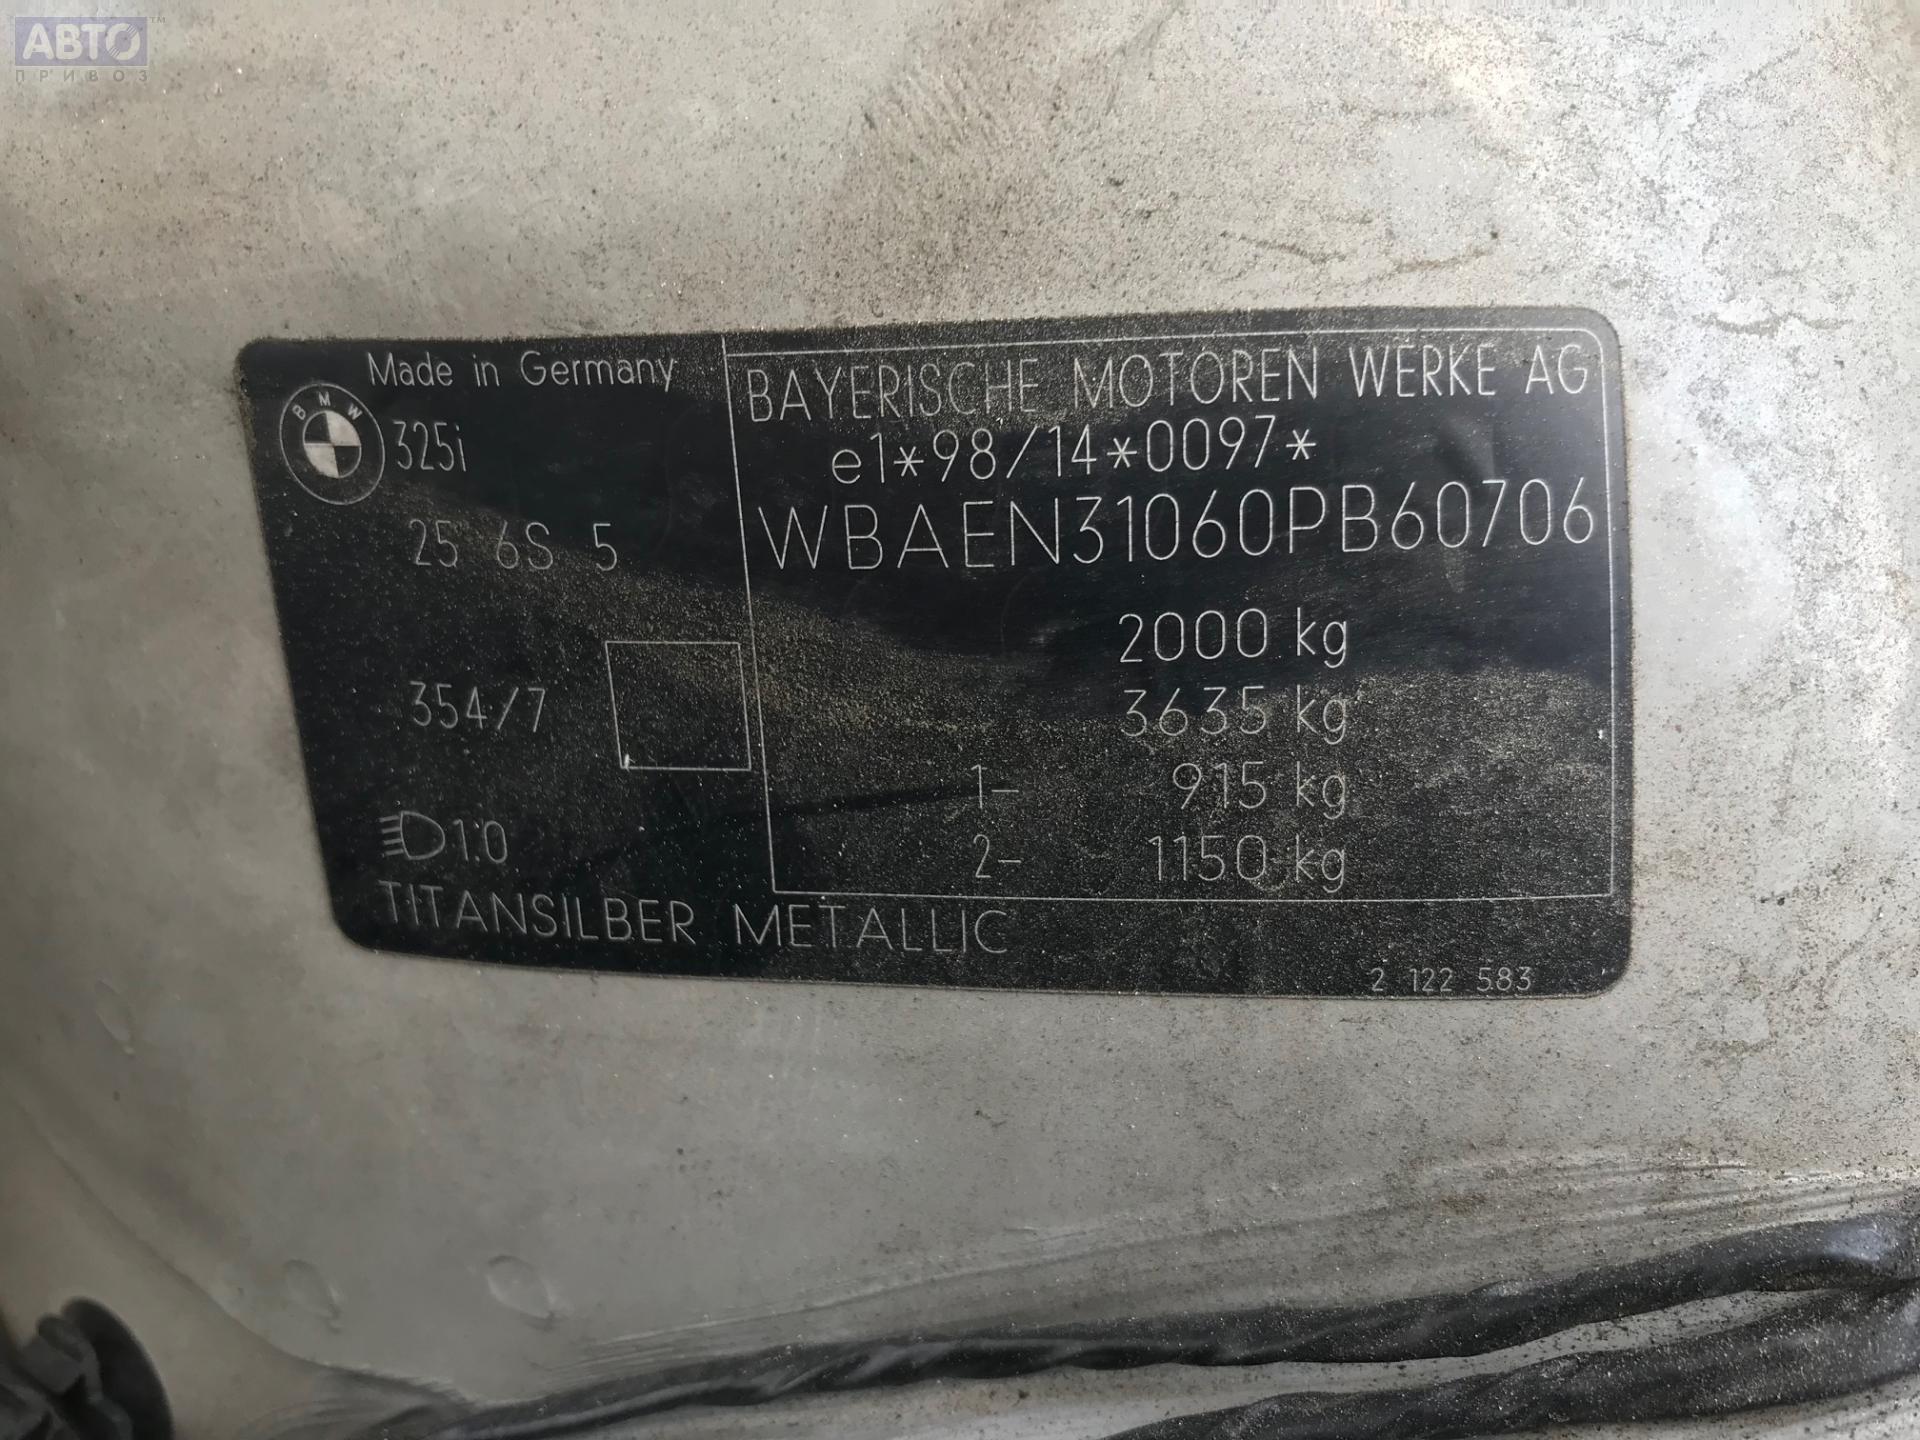 АВТО™
ПРИВОЗ
Made in Germany
BMW
325i
25 6S 5
354/7
1.0
TITANSILBER METALLIC
BAYERISCHE MOTOREN WERKE AG
e1*98/14*0097*
WBAEN31060PB60706
2000 kg
3635 kg
1- 915 kg
2- 1150 kg
2 122 583